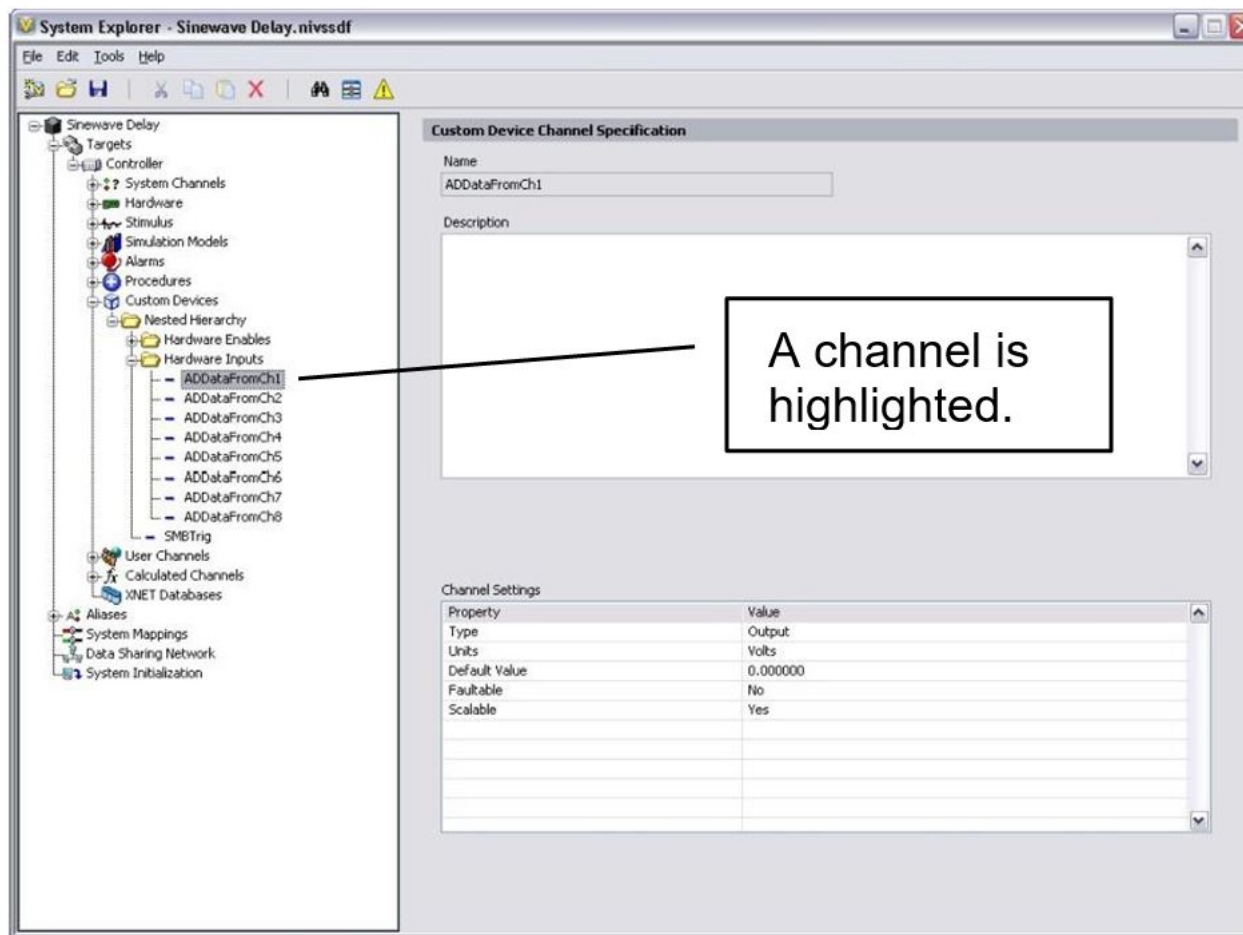 System Explorer - Sinewave Delay.nivssdf
File Edit Tools Help
Sinewave Delay
Targets
Controller
System Channels
Hardware
Stimulus
Simulation Models
Alarms
Procedures
Custom Devices
Nested Hierarchy
Hardware Enables
Hardware Inputs
ADDataFromCh1
ADDataFromCh2
ADDataFromCh3
ADDataFromCh4
ADDataFromCh5
ADDataFromCh6
ADDataFromCh7
ADDataFromCh8
SMBTrig
User Channels
Calculated Channels
XNET Databases
Aliases
System Mappings
Data Sharing Network
System Initialization
Custom Device Channel Specification
Name
ADDataFromCh1
Description
A channel is
highlighted.
Channel Settings
Property Value
Type Output
Units Volts
Default Value 0.000000
Faultable No
Scalable Yes